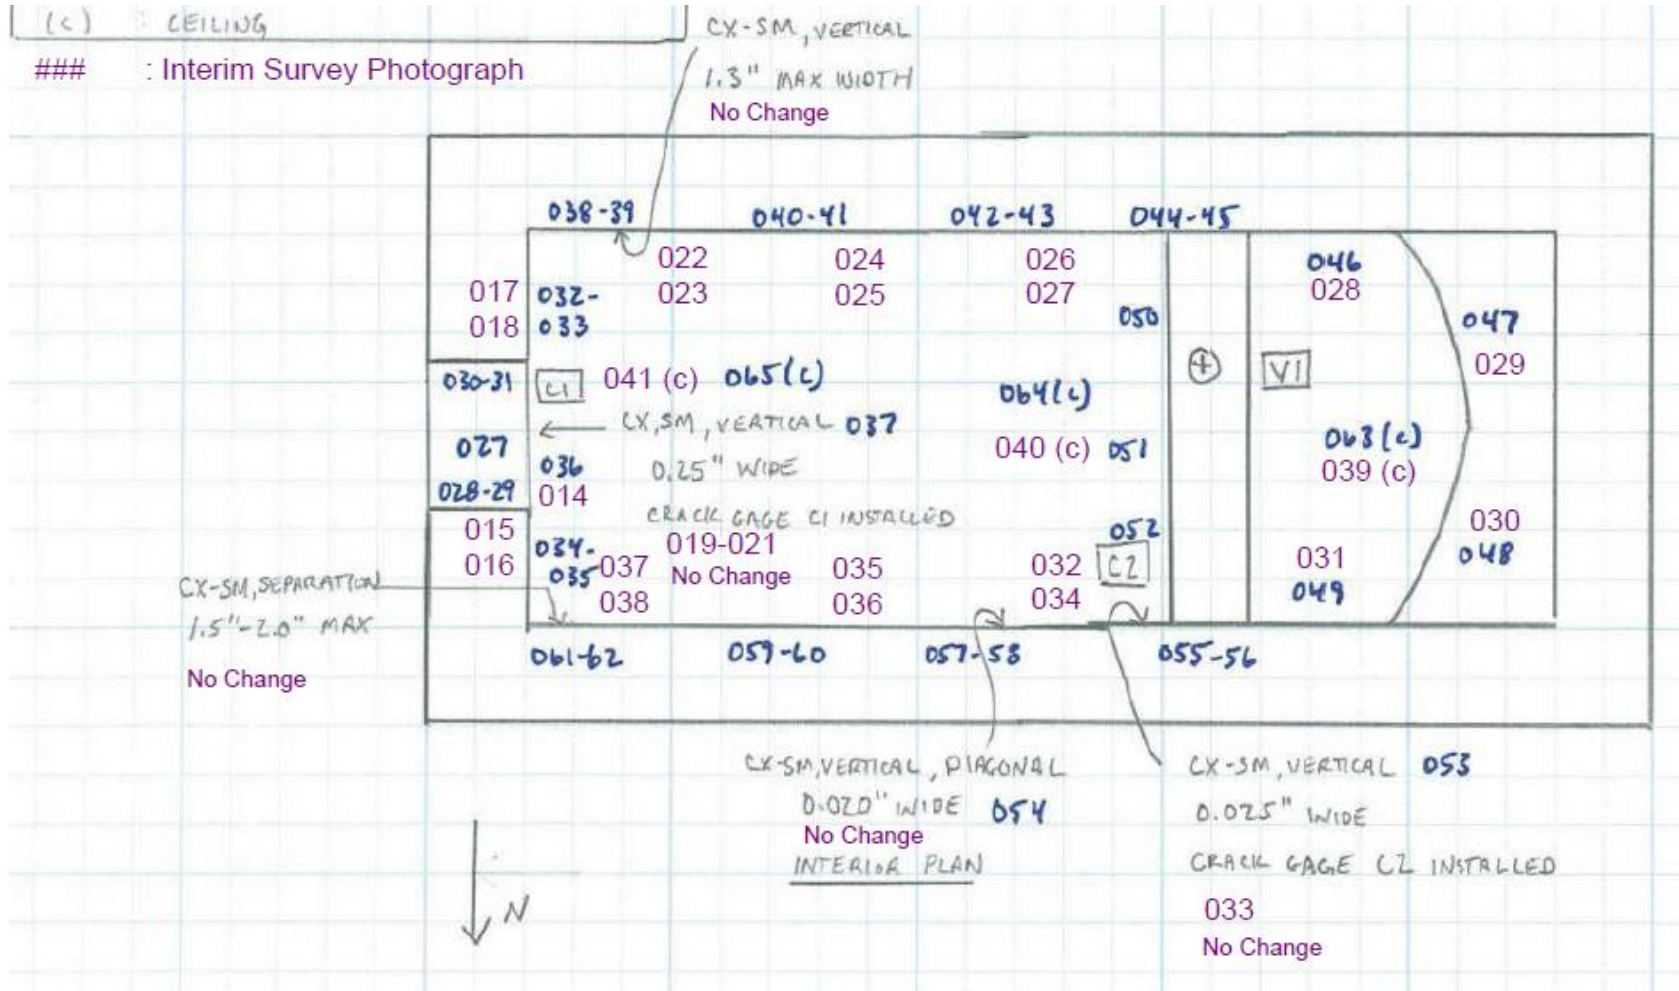 (C) : CEILING
### : Interim Survey Photograph
CX-SM, VERTICAL
1.3" MAX WIDTH
No Change
038-39 040-41 042-43 044-45
022 024 026 046
023 025 027 028
017 032-
018 033
050 047
029
030-31 C1 041 (c) 065(c) 064(c) + V1
CX, SM, VERTICAL 037
027 036 0.25" WIDE 040 (c) 051 063(c)
039 (c)
028-29 014
CRACK GAGE C1 INSTALLED
015 034- 019-021 052 030
016 035 037 No Change 035 032 C2 031 048
038 036 034 049
CX-SM, SEPARATION
1.5"-2.0" MAX
No Change
061-62 059-60 057-58 055-56
CX-SM, VERTICAL, DIAGONAL
0.020" WIDE 054
No Change
INTERIOR PLAN
CX-SM, VERTICAL 053
0.025" WIDE
CRACK GAGE C2 INSTALLED
033
No Change
N